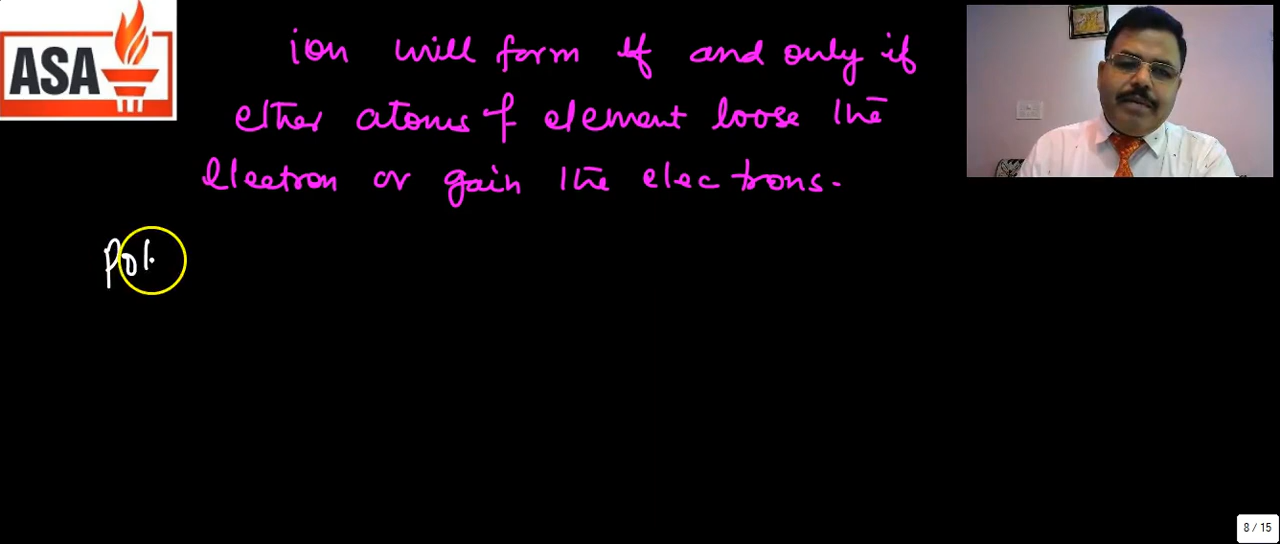 ASA
ion will form if and only if
either atoms of element loose the
electron or gain the electrons.
Pol
8 / 15